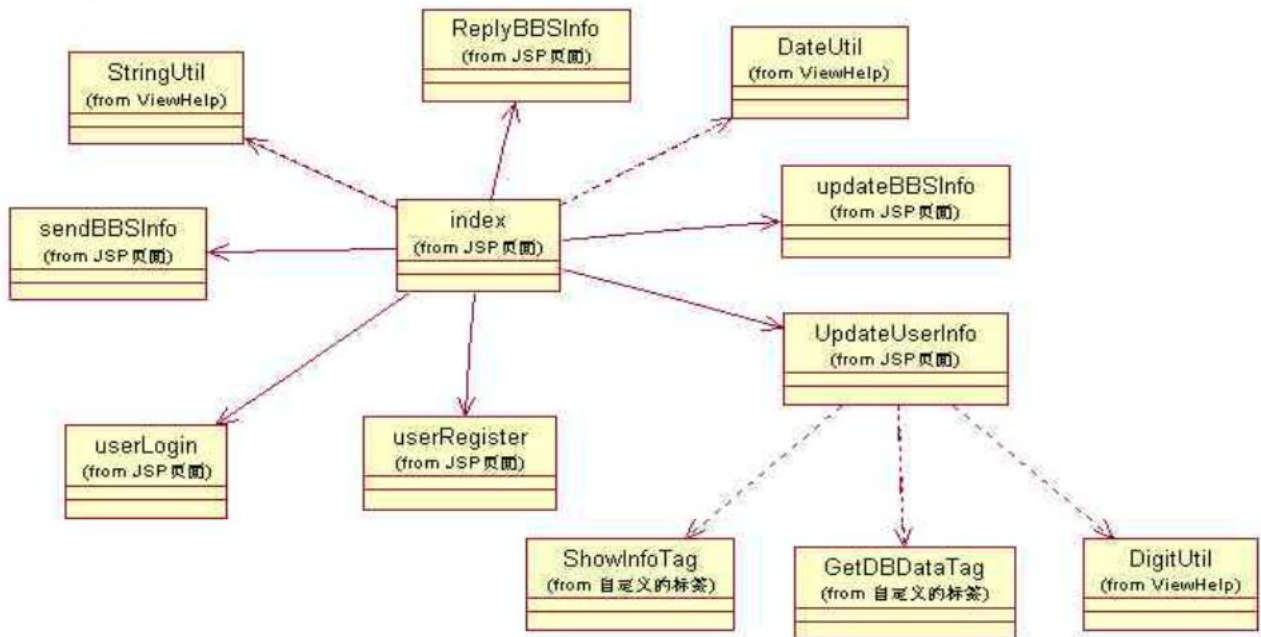 ReplyBBSInfo
(from JSP页面)
DateUtil
(from ViewHelp)
StringUtil
(from ViewHelp)
updateBBSInfo
(from JSP页面)
index
(from JSP页面)
sendBBSInfo
(from JSP页面)
UpdateUserInfo
(from JSP页面)
userLogin
(from JSP页面)
userRegister
(from JSP页面)
ShowInfoTag
(from 自定义的标签)
GetDBDataTag
(from 自定义的标签)
DigitUtil
(from ViewHelp)